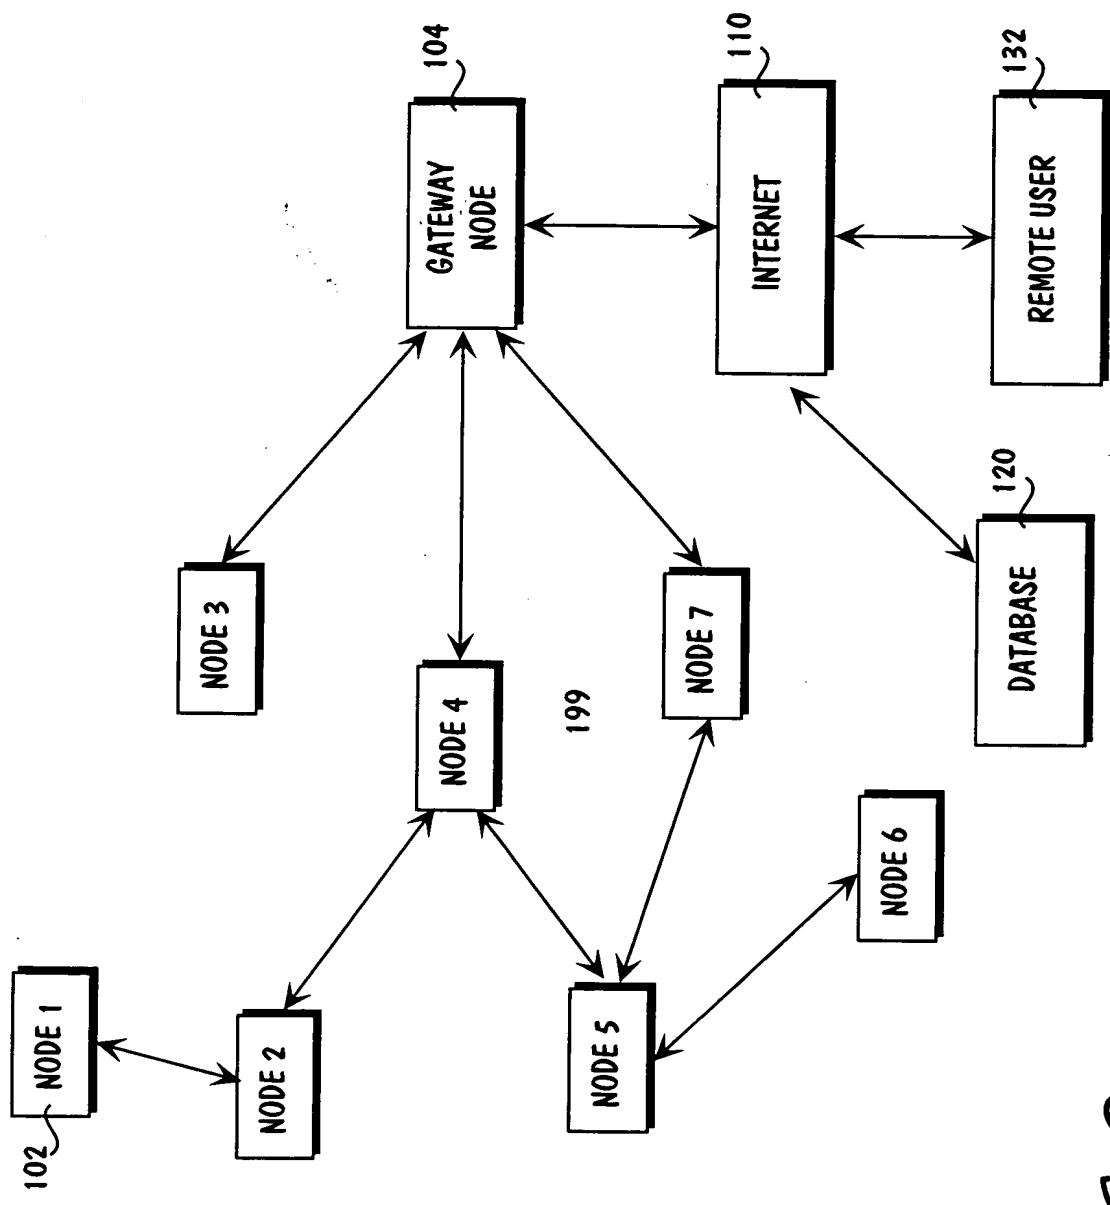 102
NODE 1
NODE 3
NODE 2
104
GATEWAY
NODE
NODE 4
199
NODE 5
NODE 7
110
INTERNET
NODE 6
120
DATABASE
132
REMOTE USER